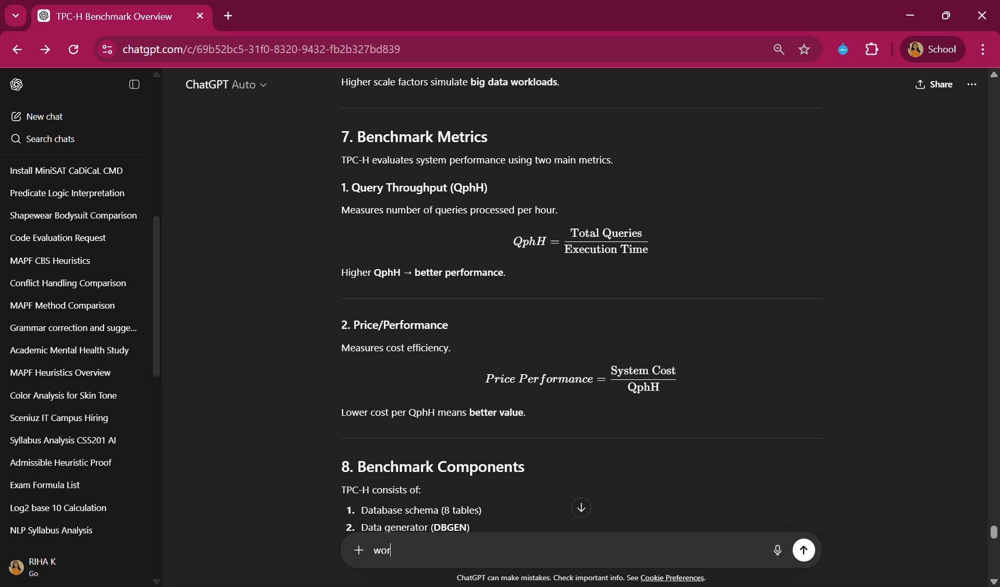 TPC-H Benchmark Overview
chatgpt.com/c/69b52bc5-31f0-8320-9432-fb2b327bd839
School
New chat
Search chats
Install MiniSAT CaDiCaL CMD
Predicate Logic Interpretation
Shapewear Bodysuit Comparison
Code Evaluation Request
MAPF CBS Heuristics
Conflict Handling Comparison
MAPF Method Comparison
Grammar correction and sugge...
Academic Mental Health Study
MAPF Heuristics Overview
Color Analysis for Skin Tone
Sceniuz IT Campus Hiring
Syllabus Analysis CS5201 AI
Admissible Heuristic Proof
Exam Formula List
Log2 base 10 Calculation
NLP Syllabus Analysis
RIHA K
Go
ChatGPT Auto
Share
Higher scale factors simulate big data workloads.
7. Benchmark Metrics
TPC-H evaluates system performance using two main metrics.
1. Query Throughput (QphH)
Measures number of queries processed per hour.
QphH = Total Queries / Execution Time
Higher QphH → better performance.
2. Price/Performance
Measures cost efficiency.
Price Performance = System Cost / QphH
Lower cost per QphH means better value.
8. Benchmark Components
TPC-H consists of:
1. Database schema (8 tables)
2. Data generator (DBGEN)
wor
ChatGPT can make mistakes. Check important info. See Cookie Preferences.